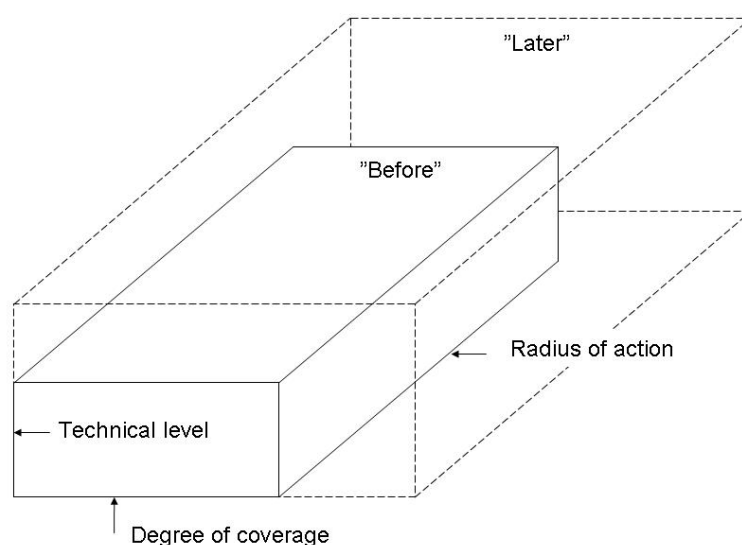 ”Later”
”Before”
Radius of action
Technical level
Degree of coverage